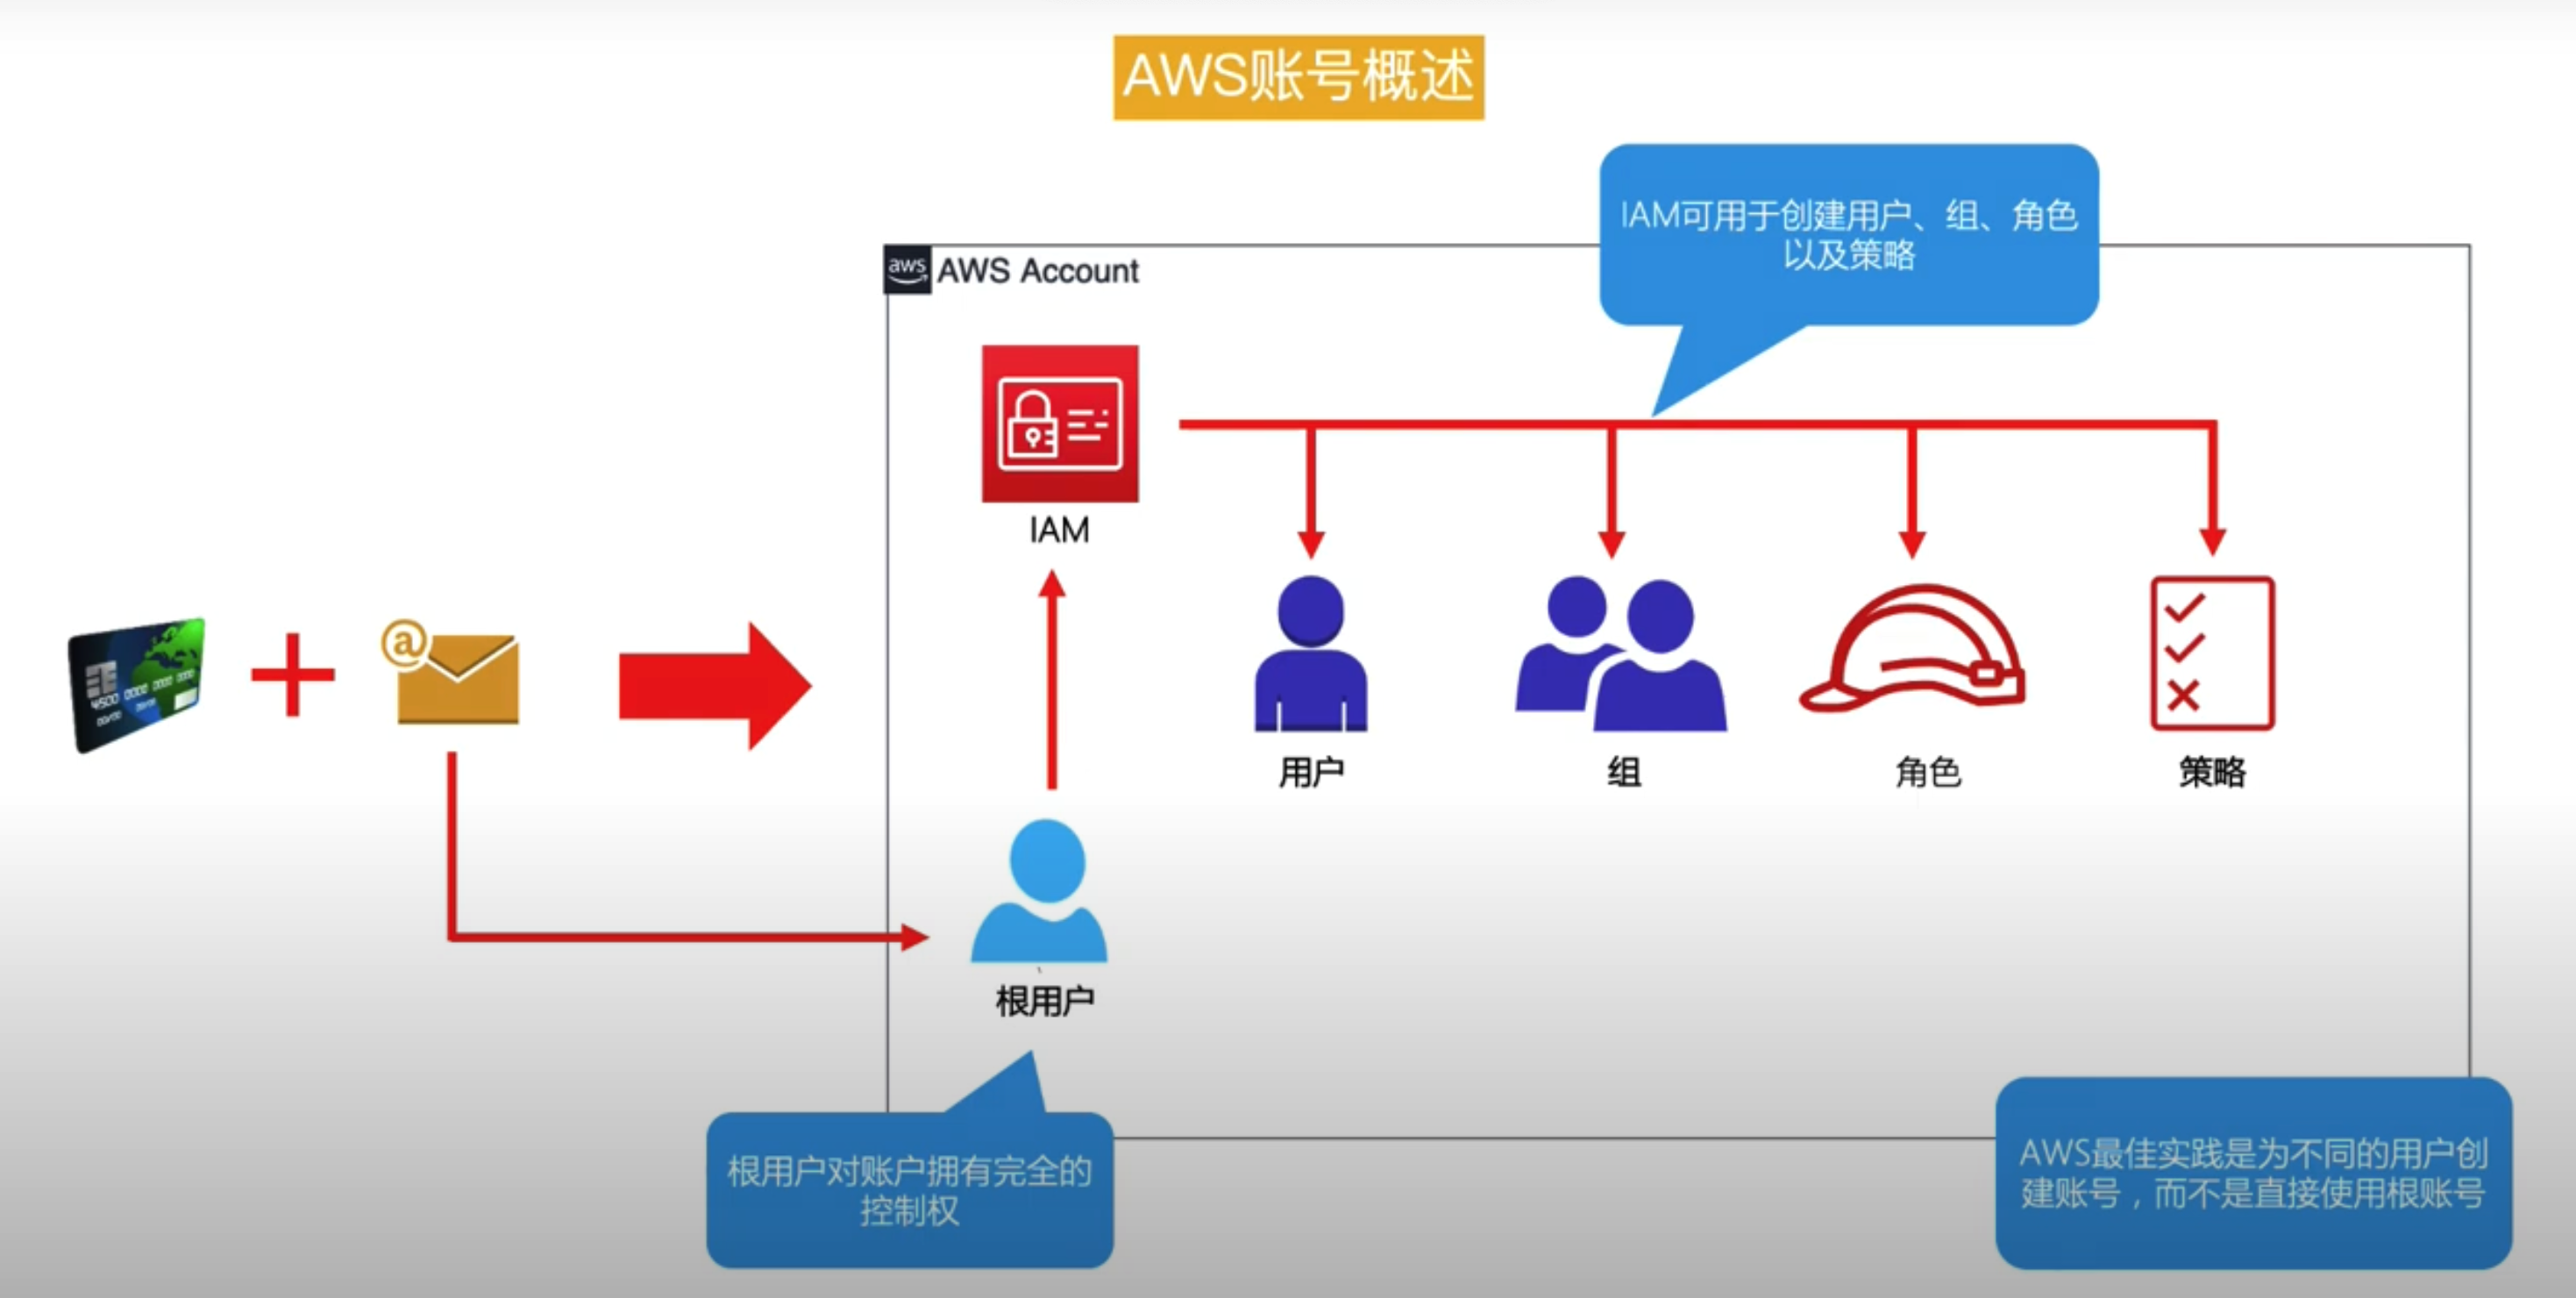 AWS账号概述
IAM可用于创建用户、组、角色
以及策略
aws
AWS Account
IAM
@
用户
组
角色
策略
根用户
根用户对账户拥有完全的
控制权
AWS最佳实践是为不同的用户创
建账号，而不是直接使用根账号